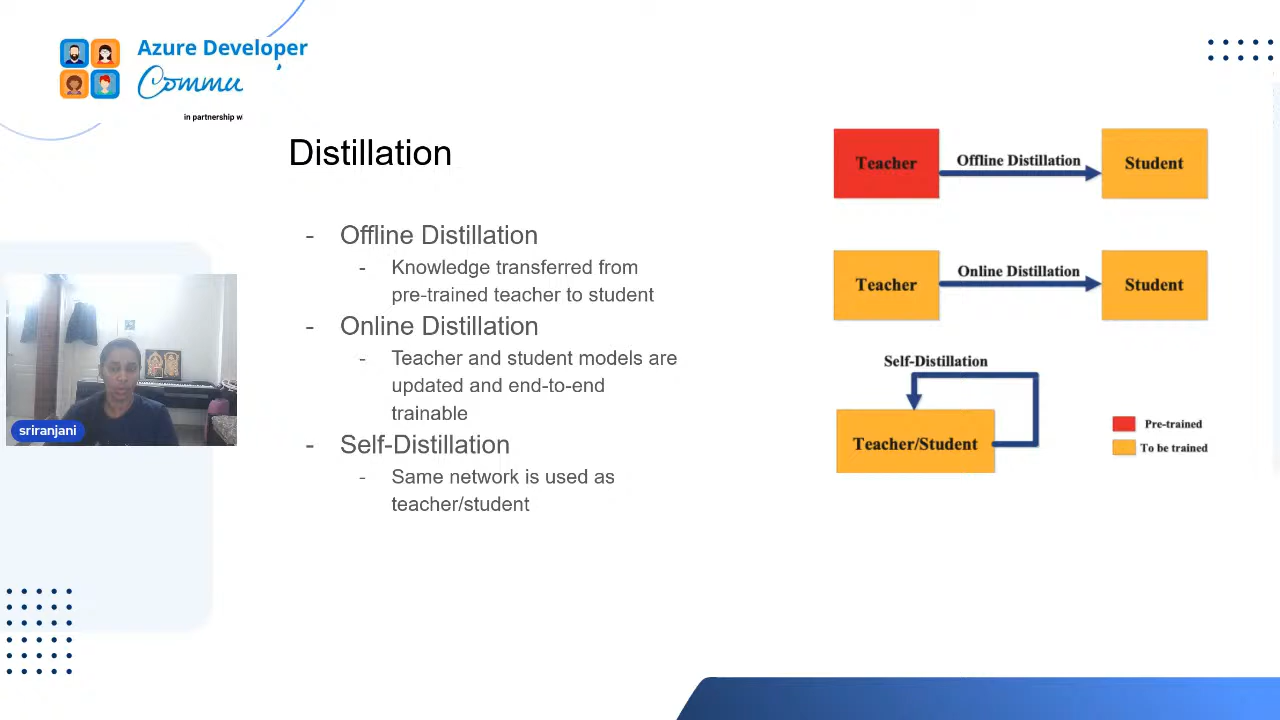 Azure Developer
Commu
in partnership w
Distillation
- Offline Distillation
- Knowledge transferred from
pre-trained teacher to student
- Online Distillation
- Teacher and student models are
updated and end-to-end
trainable
- Self-Distillation
- Same network is used as
teacher/student
Teacher
Offline Distillation
Student
Teacher
Online Distillation
Student
Self-Distillation
Teacher/Student
Pre-trained
To be trained
sriranjani